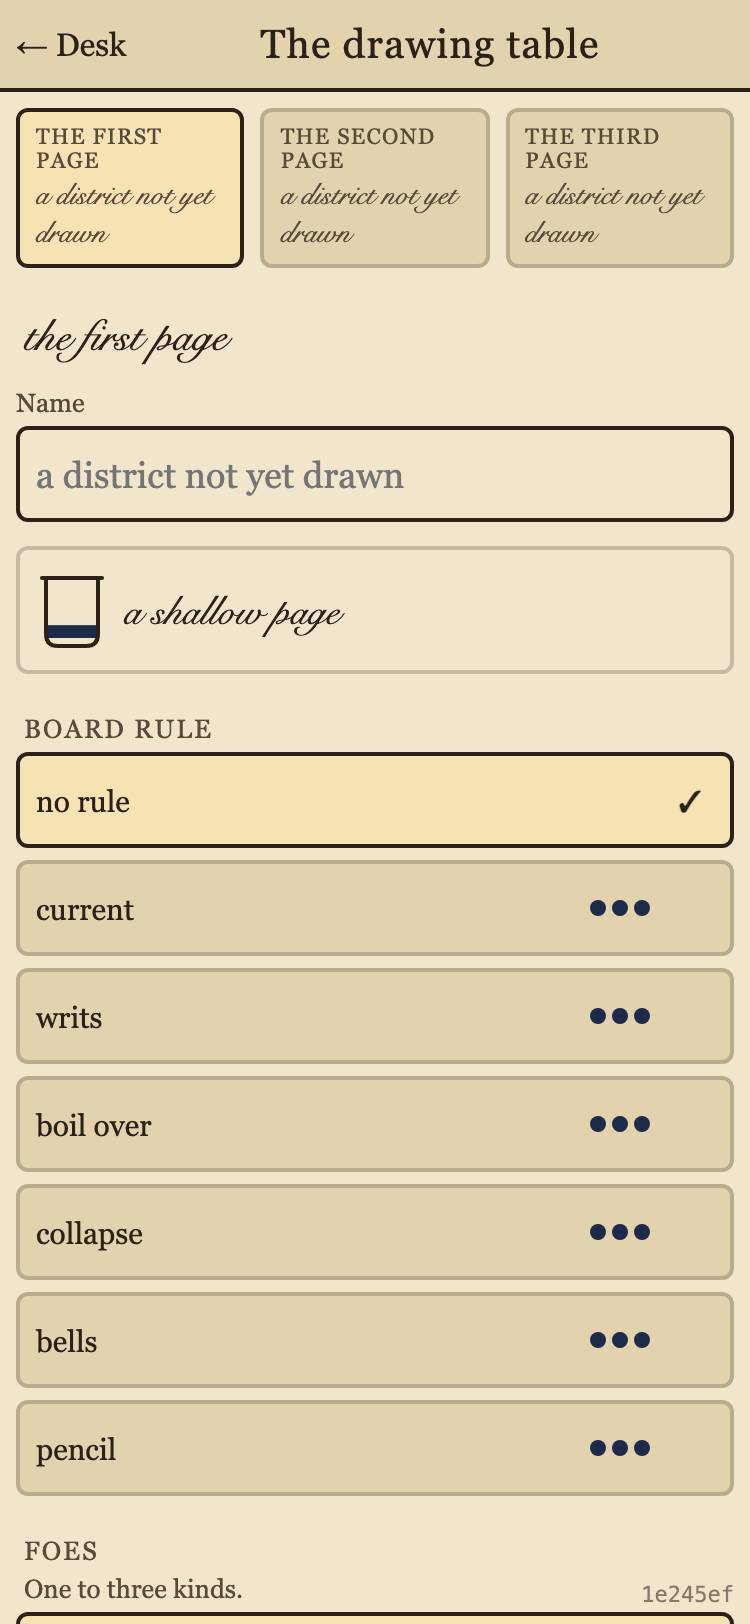 ← Desk
The drawing table
THE FIRST
PAGE
a district not yet
drawn
THE SECOND
PAGE
a district not yet
drawn
THE THIRD
PAGE
a district not yet
drawn
the first page
Name
a district not yet drawn
a shallow page
BOARD RULE
no rule ✓
current
writs
boil over
collapse
bells
pencil
FOES
One to three kinds.
1e245ef